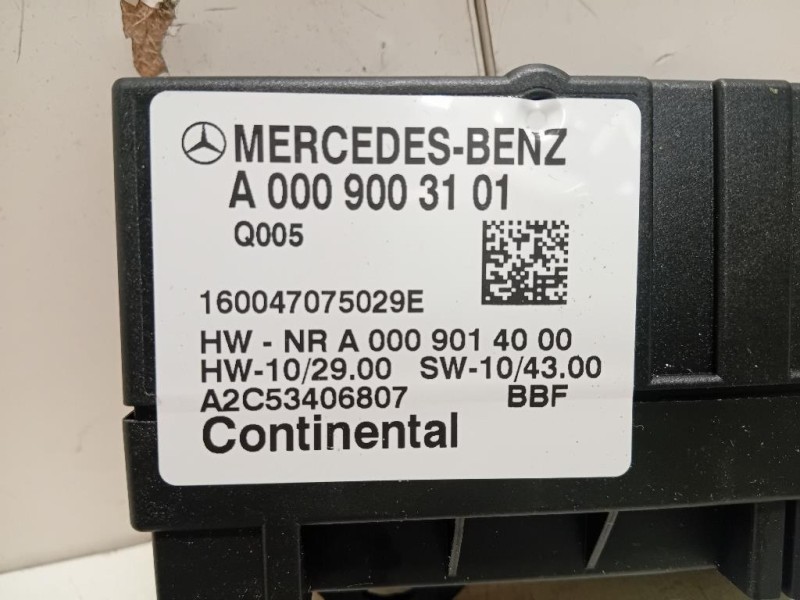 MERCEDES-BENZ
A 000 900 31 01
Q005
160047075029E
HW - NR A 000 901 40 00
HW-10/29.00 SW-10/43.00
A2C53406807 BBF
Continental